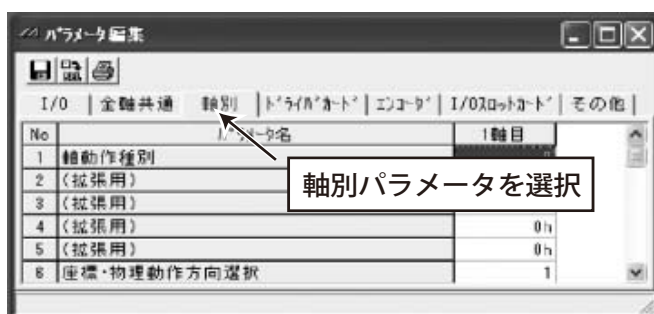 パラメータ編集
I/O 全軸共通 軸別 ドライバカード エンコーダ I/Oスロットカード その他
No パラメータ名 1軸目
1 軸動作種別 0
2 (拡張用)
3 (拡張用)
軸別パラメータを選択
4 (拡張用) 0h
5 (拡張用) 0h
6 座標・物理動作方向選択 1